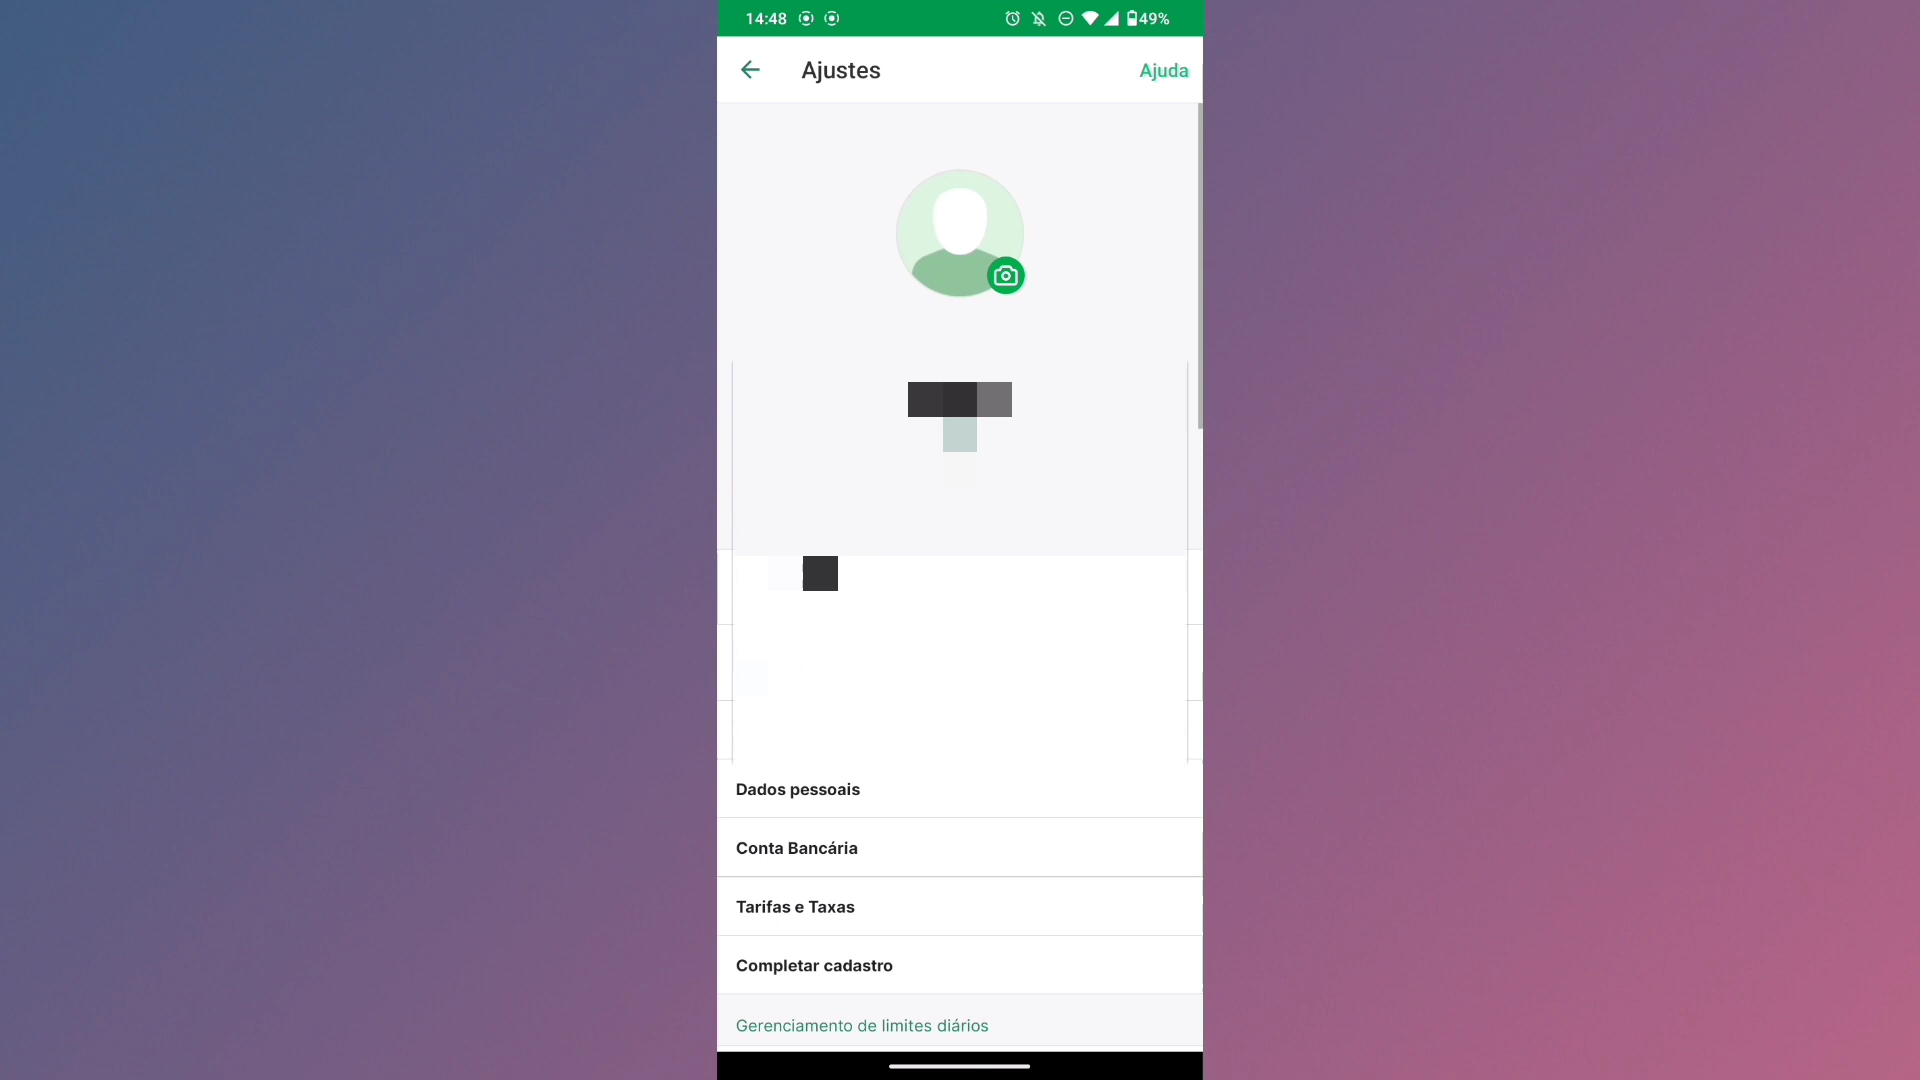 14:48 49%
Ajustes Ajuda
Dados pessoais
Conta Bancária
Tarifas e Taxas
Completar cadastro
Gerenciamento de limites diários